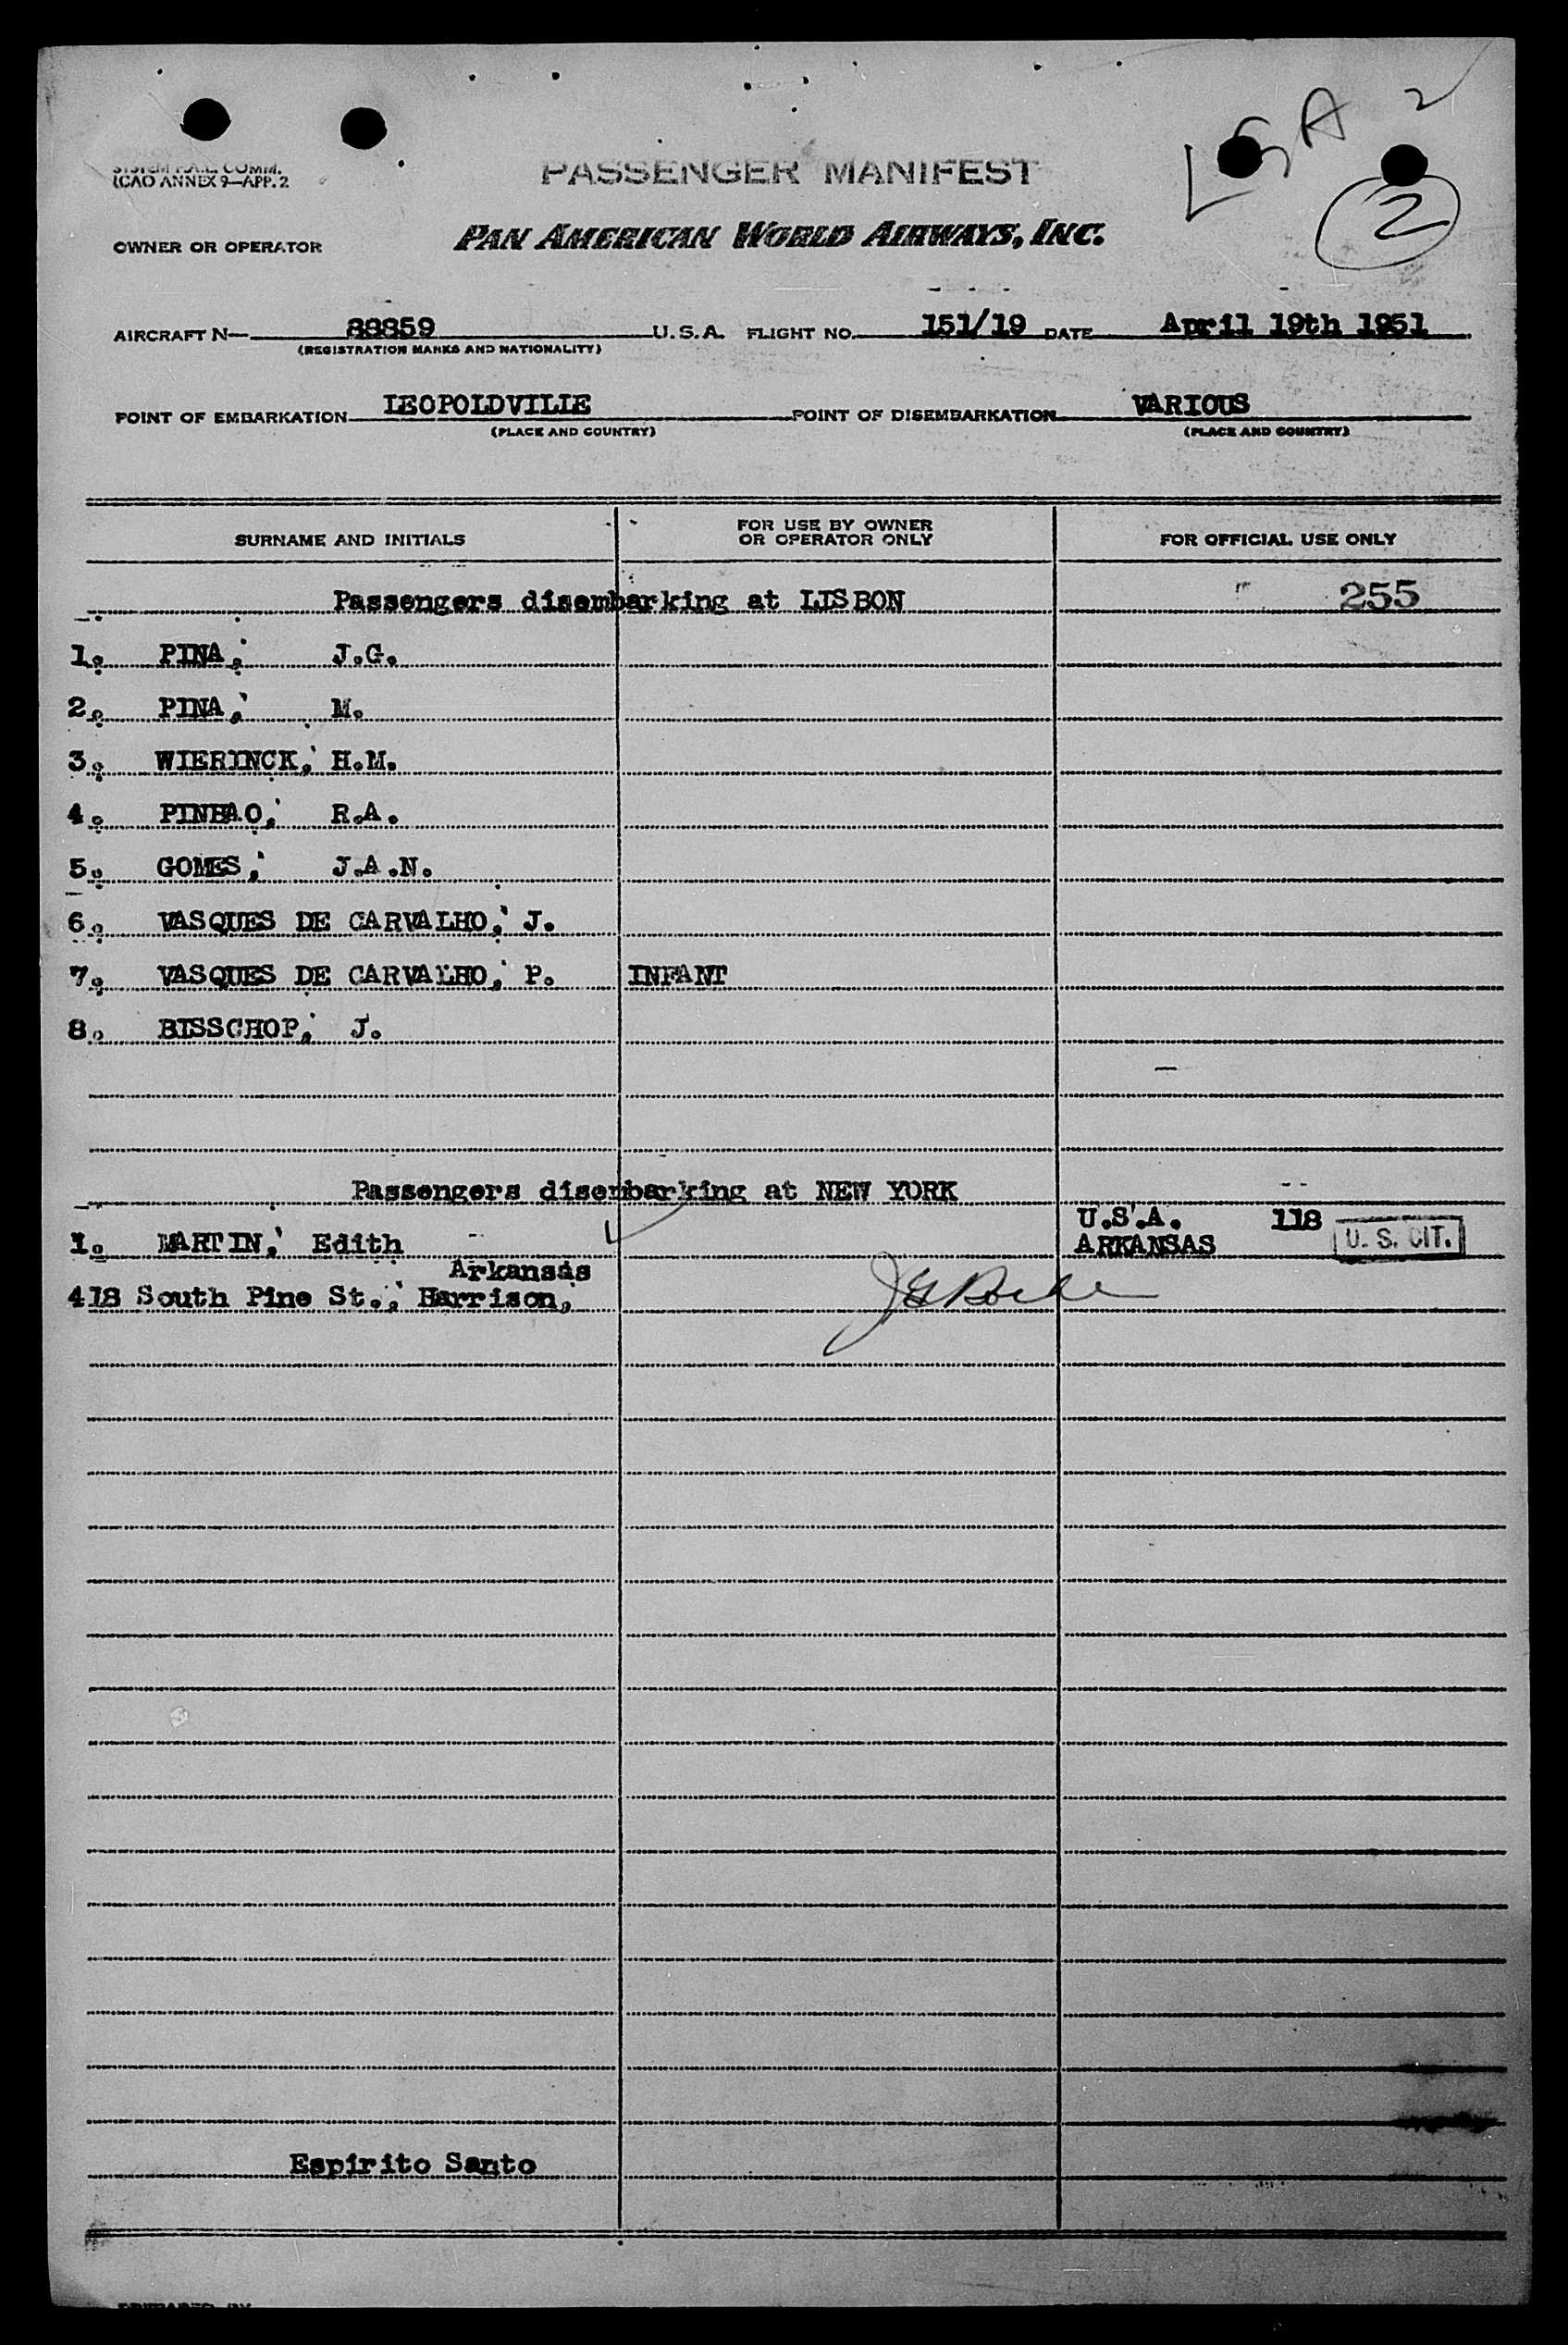 L G A 2
SYSTEM P.A.C. COMM.
ICAO ANNEX 9—APP. 2
PASSENGER MANIFEST
2
OWNER OR OPERATOR PAN AMERICAN WORLD AIRWAYS, INC.
AIRCRAFT N— 88859 U.S.A. FLIGHT NO. 151/19 DATE April 19th 1951
(REGISTRATION MARKS AND NATIONALITY)
POINT OF EMBARKATION LEOPOLDVILLE POINT OF DISEMBARKATION VARIOUS
(PLACE AND COUNTRY) (PLACE AND COUNTRY)
SURNAME AND INITIALS FOR USE BY OWNER OR OPERATOR ONLY FOR OFFICIAL USE ONLY
Passengers disembarking at LISBON 255
1. PINA, J.G.
2. PINA, M.
3. WIERINCK, H.M.
4. PINHAO, R.A.
5. GOMES, J.A.N.
6. VASQUES DE CARVALHO, J.
7. VASQUES DE CARVALHO, P. INFANT
8. BISSCHOP, J.
Passengers disembarking at NEW YORK
U.S.A. 118
1. MARTIN, Edith ARKANSAS U. S. CIT.
Arkansas
418 South Pine St., Harrison,
Espirito Santo
PREPARED BY